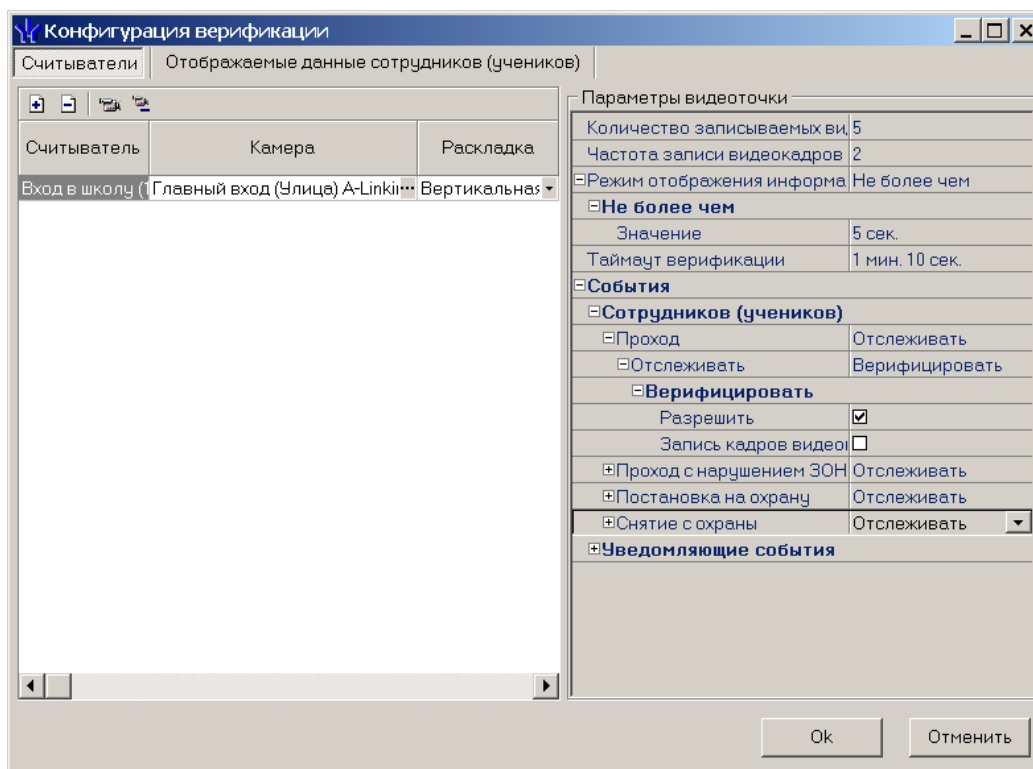 Конфигурация верификации
Считыватели Отображаемые данные сотрудников (учеников)
Считыватель Камера Раскладка
Вход в школу (1 Главный вход (Улица) A-Linkin ... Вертикальная
Параметры видеоточки
Количество записываемых ви, 5
Частота записи видеокадров 2
Режим отображения информа Не более чем
Не более чем
Значение 5 сек.
Таймаут верификации 1 мин. 10 сек.
События
Сотрудников (учеников)
Проход Отслеживать
Отслеживать Верифицировать
Верифицировать
Разрешить
Запись кадров видео
Проход с нарушением ЗОН Отслеживать
Постановка на охрану Отслеживать
Снятие с охраны Отслеживать
Уведомляющие события
Ok Отменить